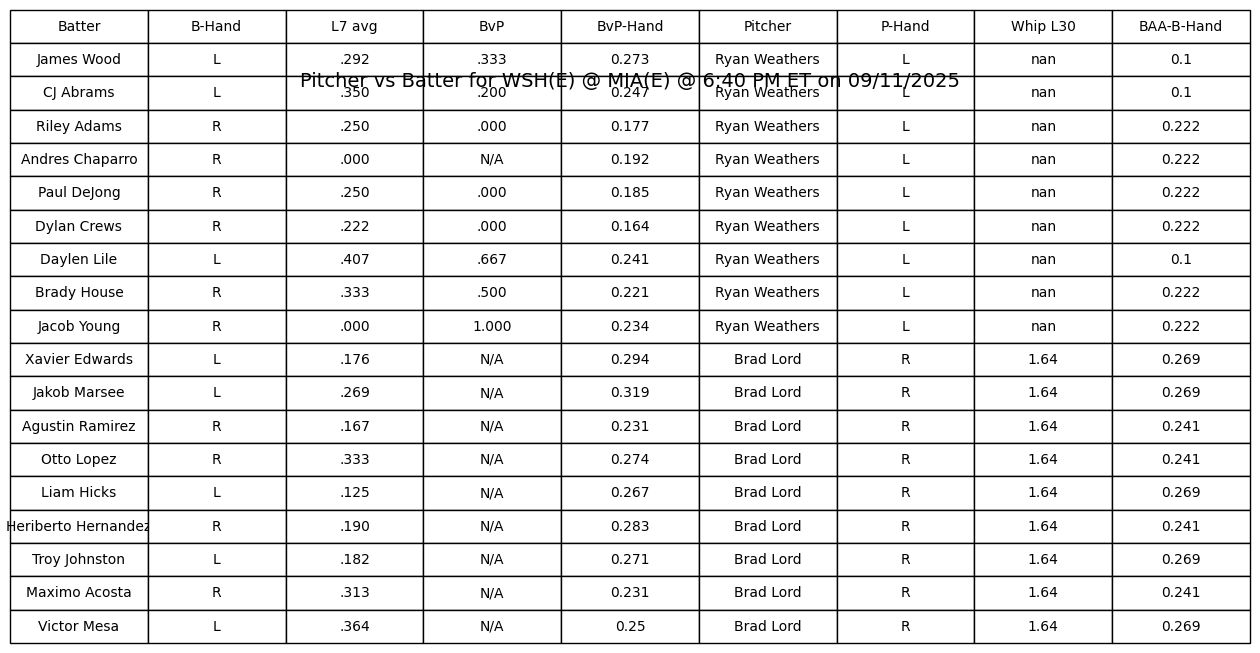 Batter B-Hand L7 avg BvP BvP-Hand Pitcher P-Hand Whip L30 BAA-B-Hand
James Wood L .292 .333 0.273 Ryan Weathers L nan 0.1
Pitcher vs Batter for WSH(E) @ MIA(E) @ 6:40 PM ET on 09/11/2025
CJ Abrams L .350 .200 0.247 Ryan Weathers L nan 0.1
Riley Adams R .250 .000 0.177 Ryan Weathers L nan 0.222
Andres Chaparro R .000 N/A 0.192 Ryan Weathers L nan 0.222
Paul DeJong R .250 .000 0.185 Ryan Weathers L nan 0.222
Dylan Crews R .222 .000 0.164 Ryan Weathers L nan 0.222
Daylen Lile L .407 .667 0.241 Ryan Weathers L nan 0.1
Brady House R .333 .500 0.221 Ryan Weathers L nan 0.222
Jacob Young R .000 1.000 0.234 Ryan Weathers L nan 0.222
Xavier Edwards L .176 N/A 0.294 Brad Lord R 1.64 0.269
Jakob Marsee L .269 N/A 0.319 Brad Lord R 1.64 0.269
Agustin Ramirez R .167 N/A 0.231 Brad Lord R 1.64 0.241
Otto Lopez R .333 N/A 0.274 Brad Lord R 1.64 0.241
Liam Hicks L .125 N/A 0.267 Brad Lord R 1.64 0.269
Heriberto Hernandez R .190 N/A 0.283 Brad Lord R 1.64 0.241
Troy Johnston L .182 N/A 0.271 Brad Lord R 1.64 0.269
Maximo Acosta R .313 N/A 0.231 Brad Lord R 1.64 0.241
Victor Mesa L .364 N/A 0.25 Brad Lord R 1.64 0.269